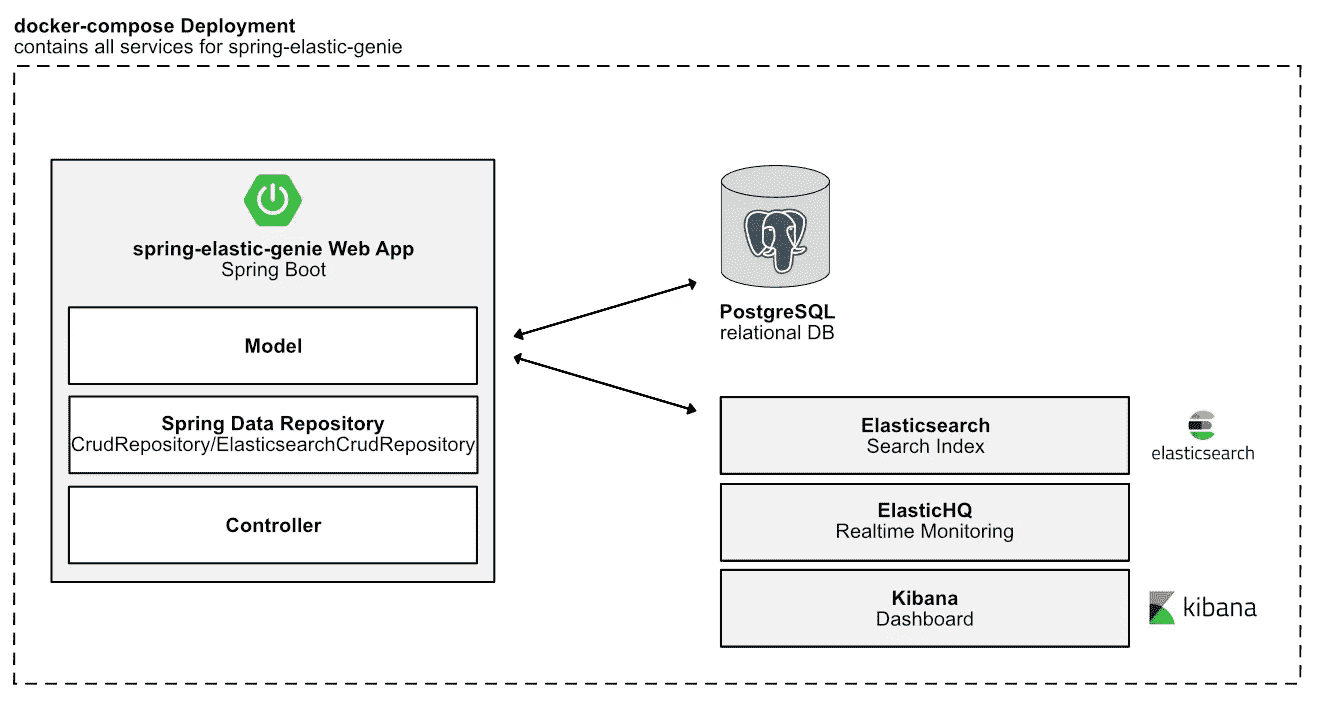 docker-compose Deployment
contains all services for spring-elastic-genie
spring-elastic-genie Web App
Spring Boot
Model
Spring Data Repository
CrudRepository/ElasticsearchCrudRepository
Controller
PostgreSQL
relational DB
Elasticsearch
Search Index
elasticsearch
ElasticHQ
Realtime Monitoring
Kibana
Dashboard
kibana